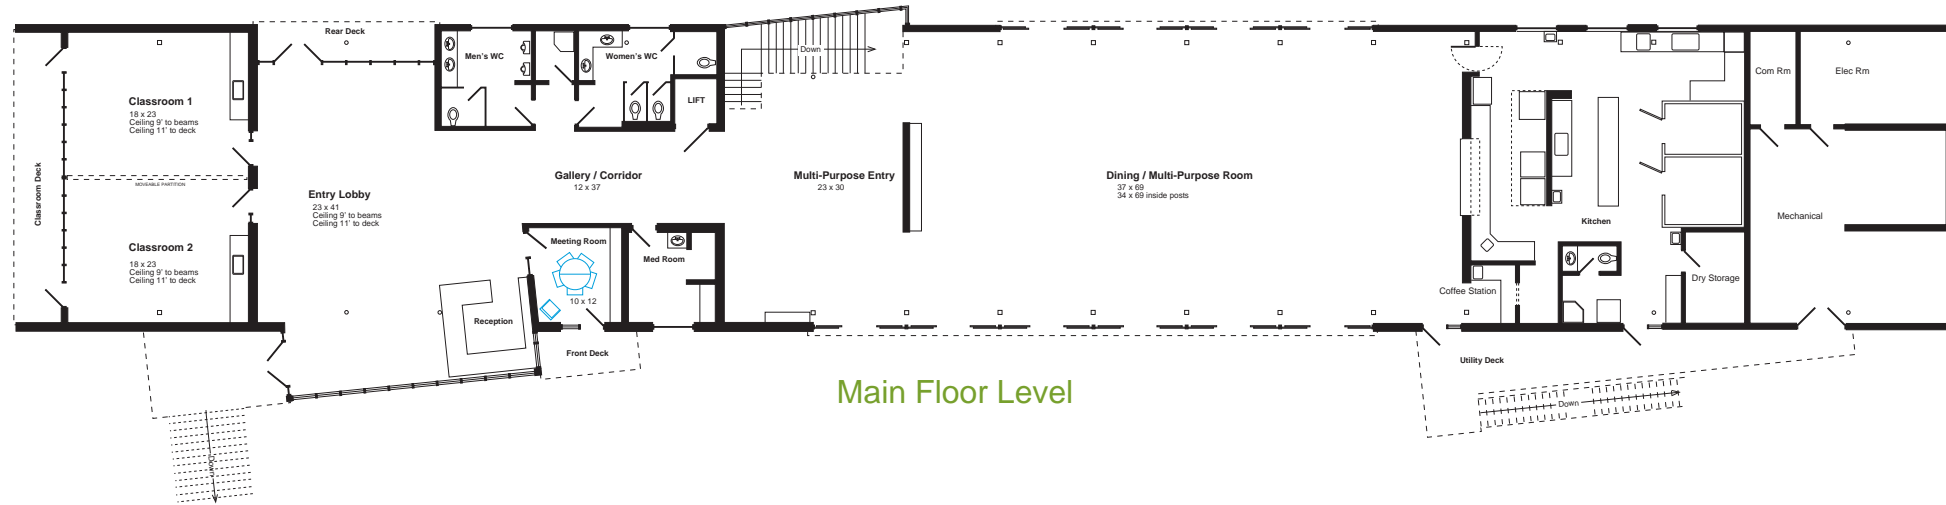 Rear Deck
Men's WC
Women's WC
Down
LIFT
Com Rm
Elec Rm
Classroom 1
18 x 23
Ceiling 9' to beams
Ceiling 11' to deck
Classroom Deck
MOVEABLE PARTITION
Entry Lobby
23 x 41
Ceiling 9' to beams
Ceiling 11' to deck
Gallery / Corridor
12 x 37
Multi-Purpose Entry
23 x 30
Dining / Multi-Purpose Room
37 x 69
34 x 69 inside posts
Kitchen
Mechanical
Classroom 2
18 x 23
Ceiling 9' to beams
Ceiling 11' to deck
Meeting Room
10 x 12
Med Room
Dry Storage
Coffee Station
Reception
Front Deck
Utility Deck
Main Floor Level
Down
Down